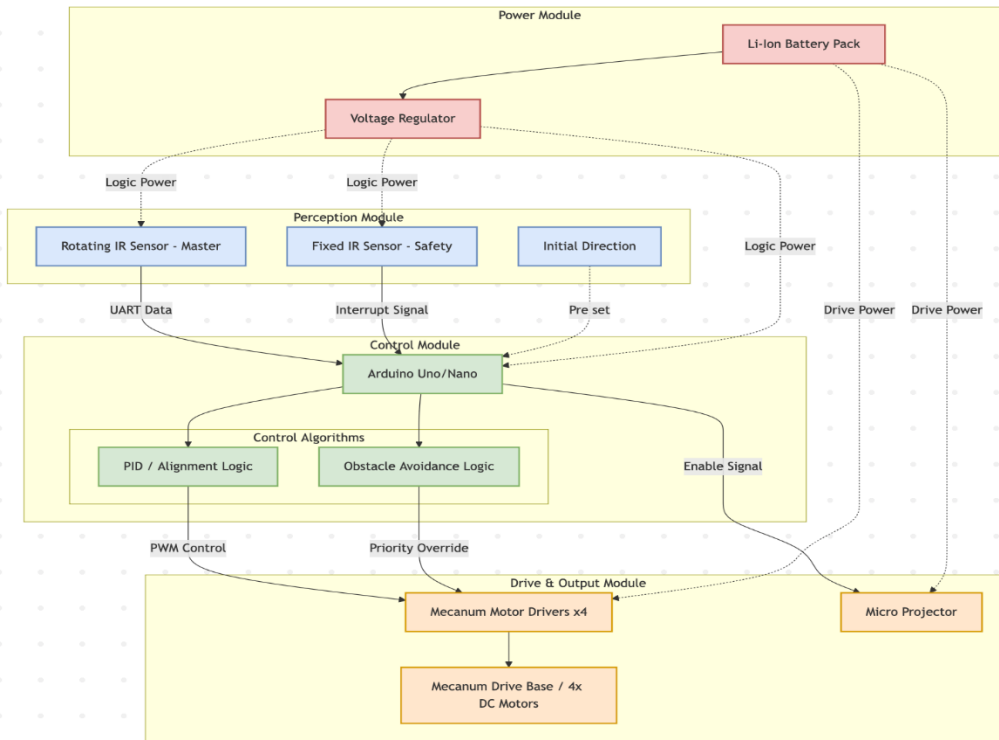 Power Module
Li-Ion Battery Pack
Voltage Regulator
Logic Power
Logic Power
Perception Module
Rotating IR Sensor - Master
Fixed IR Sensor - Safety
Initial Direction
Logic Power
UART Data
Interrupt Signal
Pre set
Drive Power
Drive Power
Control Module
Arduino Uno/Nano
Control Algorithms
PID / Alignment Logic
Obstacle Avoidance Logic
Enable Signal
PWM Control
Priority Override
Drive & Output Module
Mecanum Motor Drivers x4
Micro Projector
Mecanum Drive Base / 4x
DC Motors